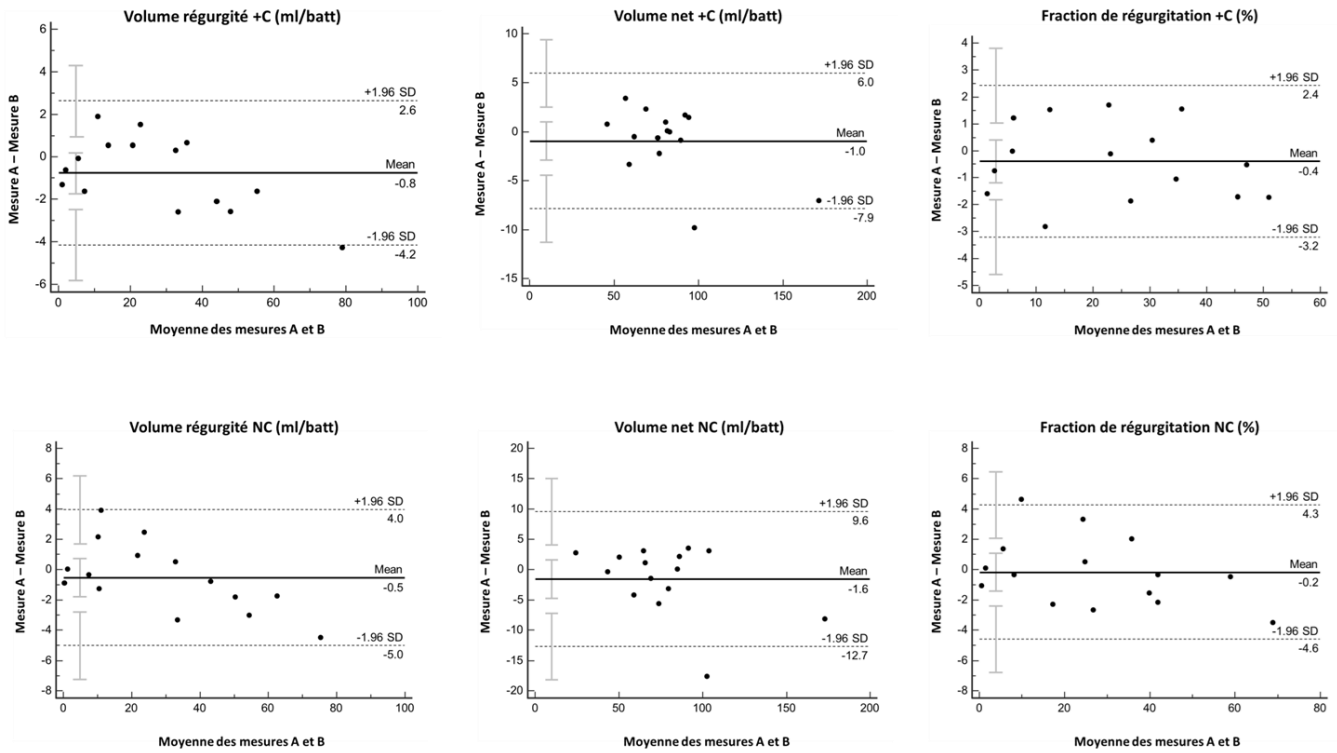 Volume régurgité +C (ml/batt)
Mesure A – Mesure B
6
4
2
0
-2
-4
-6
+1.96 SD
2.6
Mean
-0.8
-1.96 SD
-4.2
0 20 40 60 80 100
Moyenne des mesures A et B
Volume net +C (ml/batt)
Mesure A – Mesure B
10
5
0
-5
-10
-15
+1.96 SD
6.0
Mean
-1.0
-1.96 SD
-7.9
0 50 100 150 200
Moyenne des mesures A et B
Fraction de régurgitation +C (%)
Mesure A – Mesure B
4
3
2
1
0
-1
-2
-3
-4
-5
+1.96 SD
2.4
Mean
-0.4
-1.96 SD
-3.2
0 10 20 30 40 50 60
Moyenne des mesures A et B
Volume régurgité NC (ml/batt)
Mesure A – Mesure B
8
6
4
2
0
-2
-4
-6
-8
+1.96 SD
4.0
Mean
-0.5
-1.96 SD
-5.0
0 20 40 60 80 100
Moyenne des mesures A et B
Volume net NC (ml/batt)
Mesure A – Mesure B
20
15
10
5
0
-5
-10
-15
-20
+1.96 SD
9.6
Mean
-1.6
-1.96 SD
-12.7
0 50 100 150 200
Moyenne des mesures A et B
Fraction de régurgitation NC (%)
Mesure A – Mesure B
8
6
4
2
0
-2
-4
-6
-8
+1.96 SD
4.3
Mean
-0.2
-1.96 SD
-4.6
0 20 40 60 80
Moyenne des mesures A et B